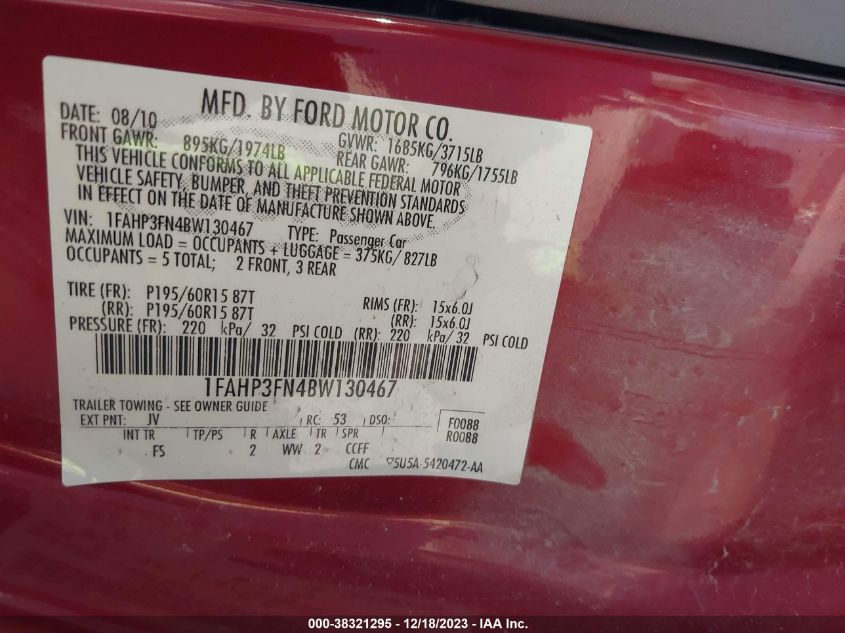 MFD. BY FORD MOTOR CO.
DATE: 08/10 GVWR: 1685KG/3715LB
FRONT GAWR: 895KG/1974LB REAR GAWR: 796KG/1755LB
THIS VEHICLE CONFORMS TO ALL APPLICABLE FEDERAL MOTOR
VEHICLE SAFETY, BUMPER, AND THEFT PREVENTION STANDARDS
IN EFFECT ON THE DATE OF MANUFACTURE SHOWN ABOVE.
VIN: 1FAHP3FN4BW130467 TYPE: Passenger Car
MAXIMUM LOAD = OCCUPANTS + LUGGAGE = 375KG/ 827LB
OCCUPANTS = 5 TOTAL; 2 FRONT, 3 REAR
TIRE (FR): P195/60R15 87T RIMS (FR): 15x6.0J
(RR): P195/60R15 87T (RR): 15x6.0J
PRESSURE (FR): 220 kPa/ 32 PSI COLD (RR): 220 kPa/ 32 PSI COLD
1FAHP3FN4BW130467
TRAILER TOWING - SEE OWNER GUIDE
EXT PNT: JV RC: 53 DSO: F0088
INT TR TP/PS R AXLE TR SPR R0088
FS 2 WW 2 CCFF
CMC ▽5U5A-5420472-AA
000-38321295 - 12/18/2023 - IAA Inc.